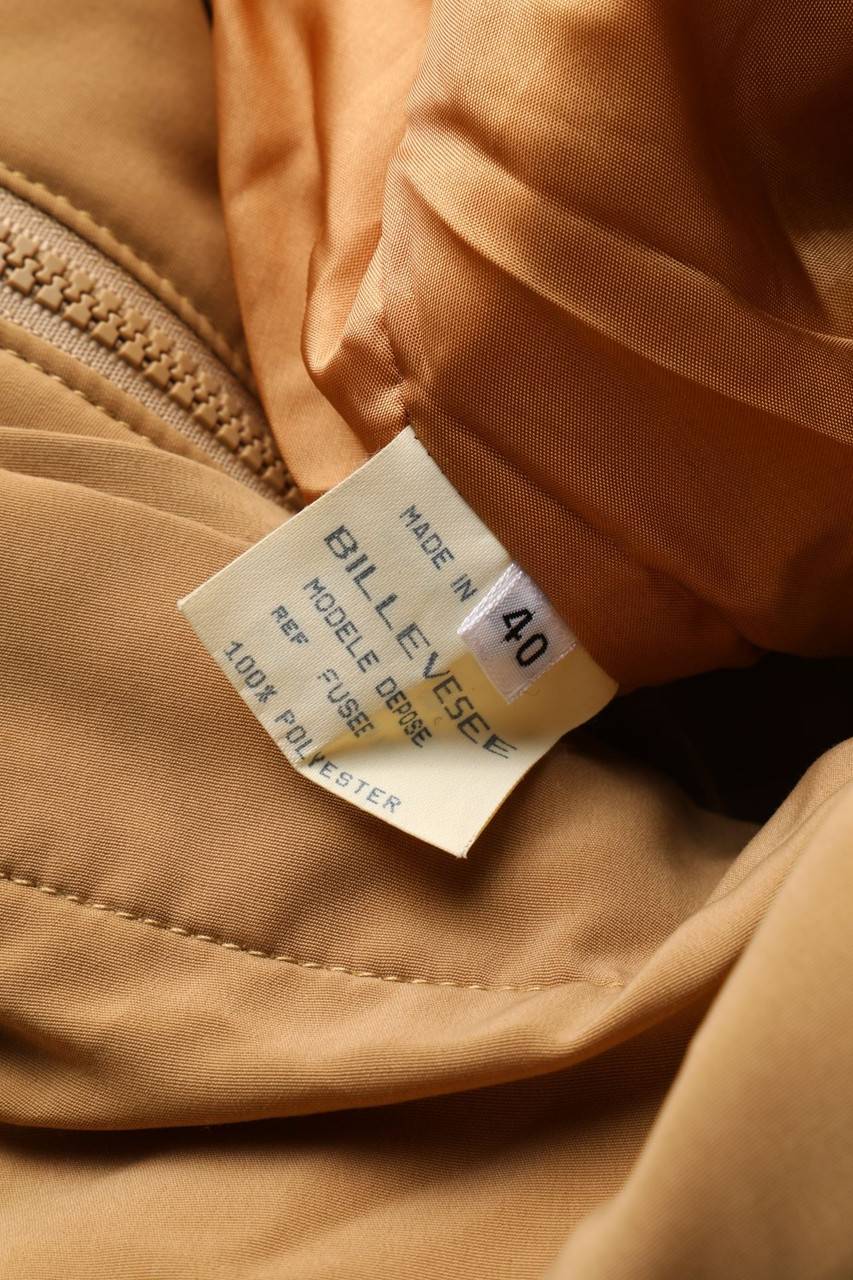 MADE IN
BILLEVESEE
MODELE DEPOSE
REF FUSEE
100% POLYESTER
40